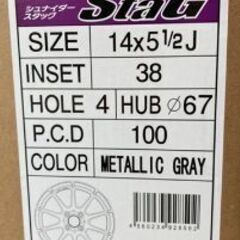 シュナイダー
スタッグ
StaG
SIZE 14x5 1/2 J
INSET 38
HOLE 4 HUB ø67
P.C.D 100
COLOR METALLIC GRAY